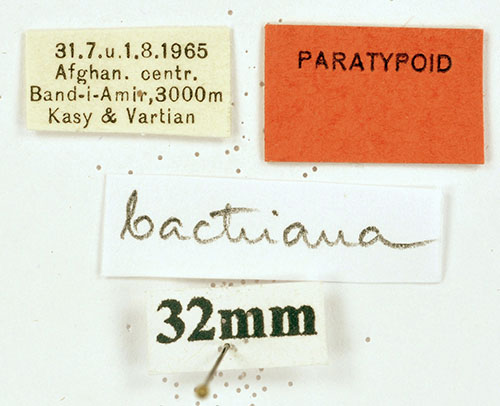 31.7.u.1.8.1965
Afghan. centr.
Band-i-Amir,3000m
Kasy & Vartian
PARATYPOID
bactriana
32mm